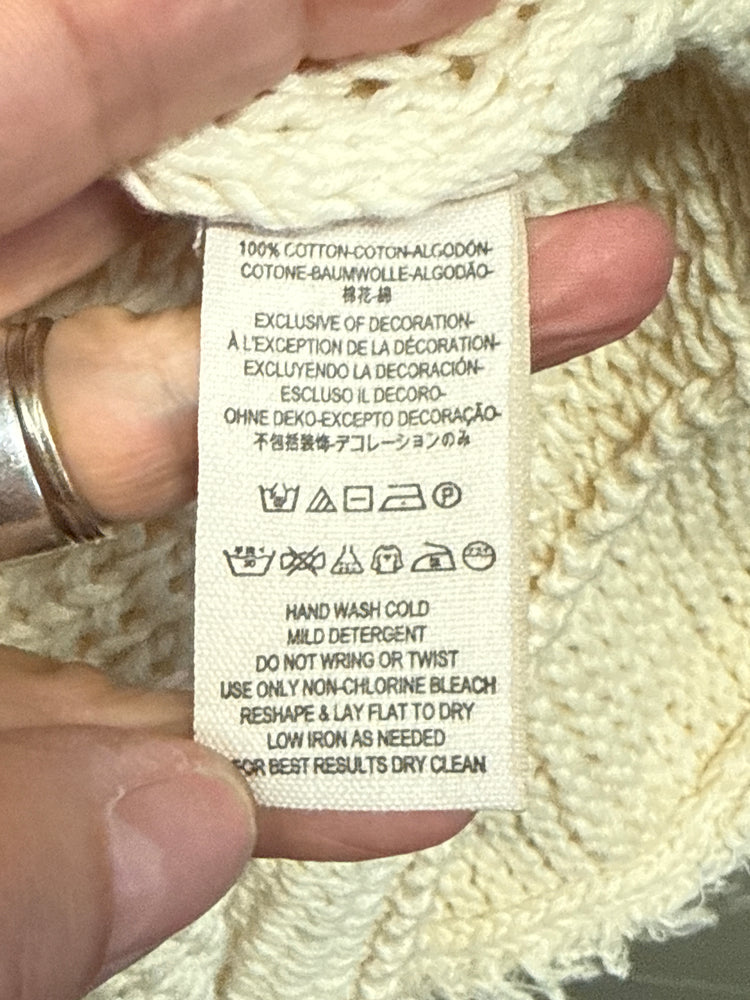 100% COTTON-COTON-ALGODÓN-
COTONE-BAUMWOLLE-ALGODÃO-
棉花-綿
EXCLUSIVE OF DECORATION-
À L'EXCEPTION DE LA DÉCORATION-
EXCLUYENDO LA DECORACIÓN-
ESCLUSO IL DECORO-
OHNE DEKO-EXCEPTO DECORAÇÃO-
不包括装饰-デコレーションのみ
P
HAND WASH COLD
MILD DETERGENT
DO NOT WRING OR TWIST
USE ONLY NON-CHLORINE BLEACH
RESHAPE & LAY FLAT TO DRY
LOW IRON AS NEEDED
FOR BEST RESULTS DRY CLEAN